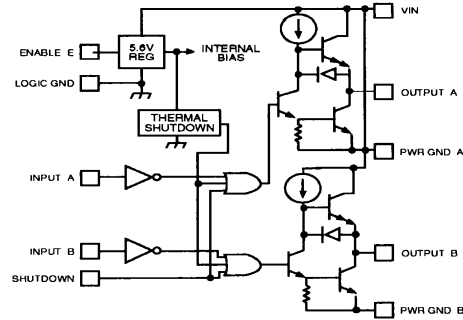 VIN
ENABLE E
5.6V
REG
INTERNAL
BIAS
LOGIC GND
OUTPUT A
THERMAL
SHUTDOWN
PWR GND A
INPUT A
INPUT B
OUTPUT B
SHUTDOWN
PWR GND B